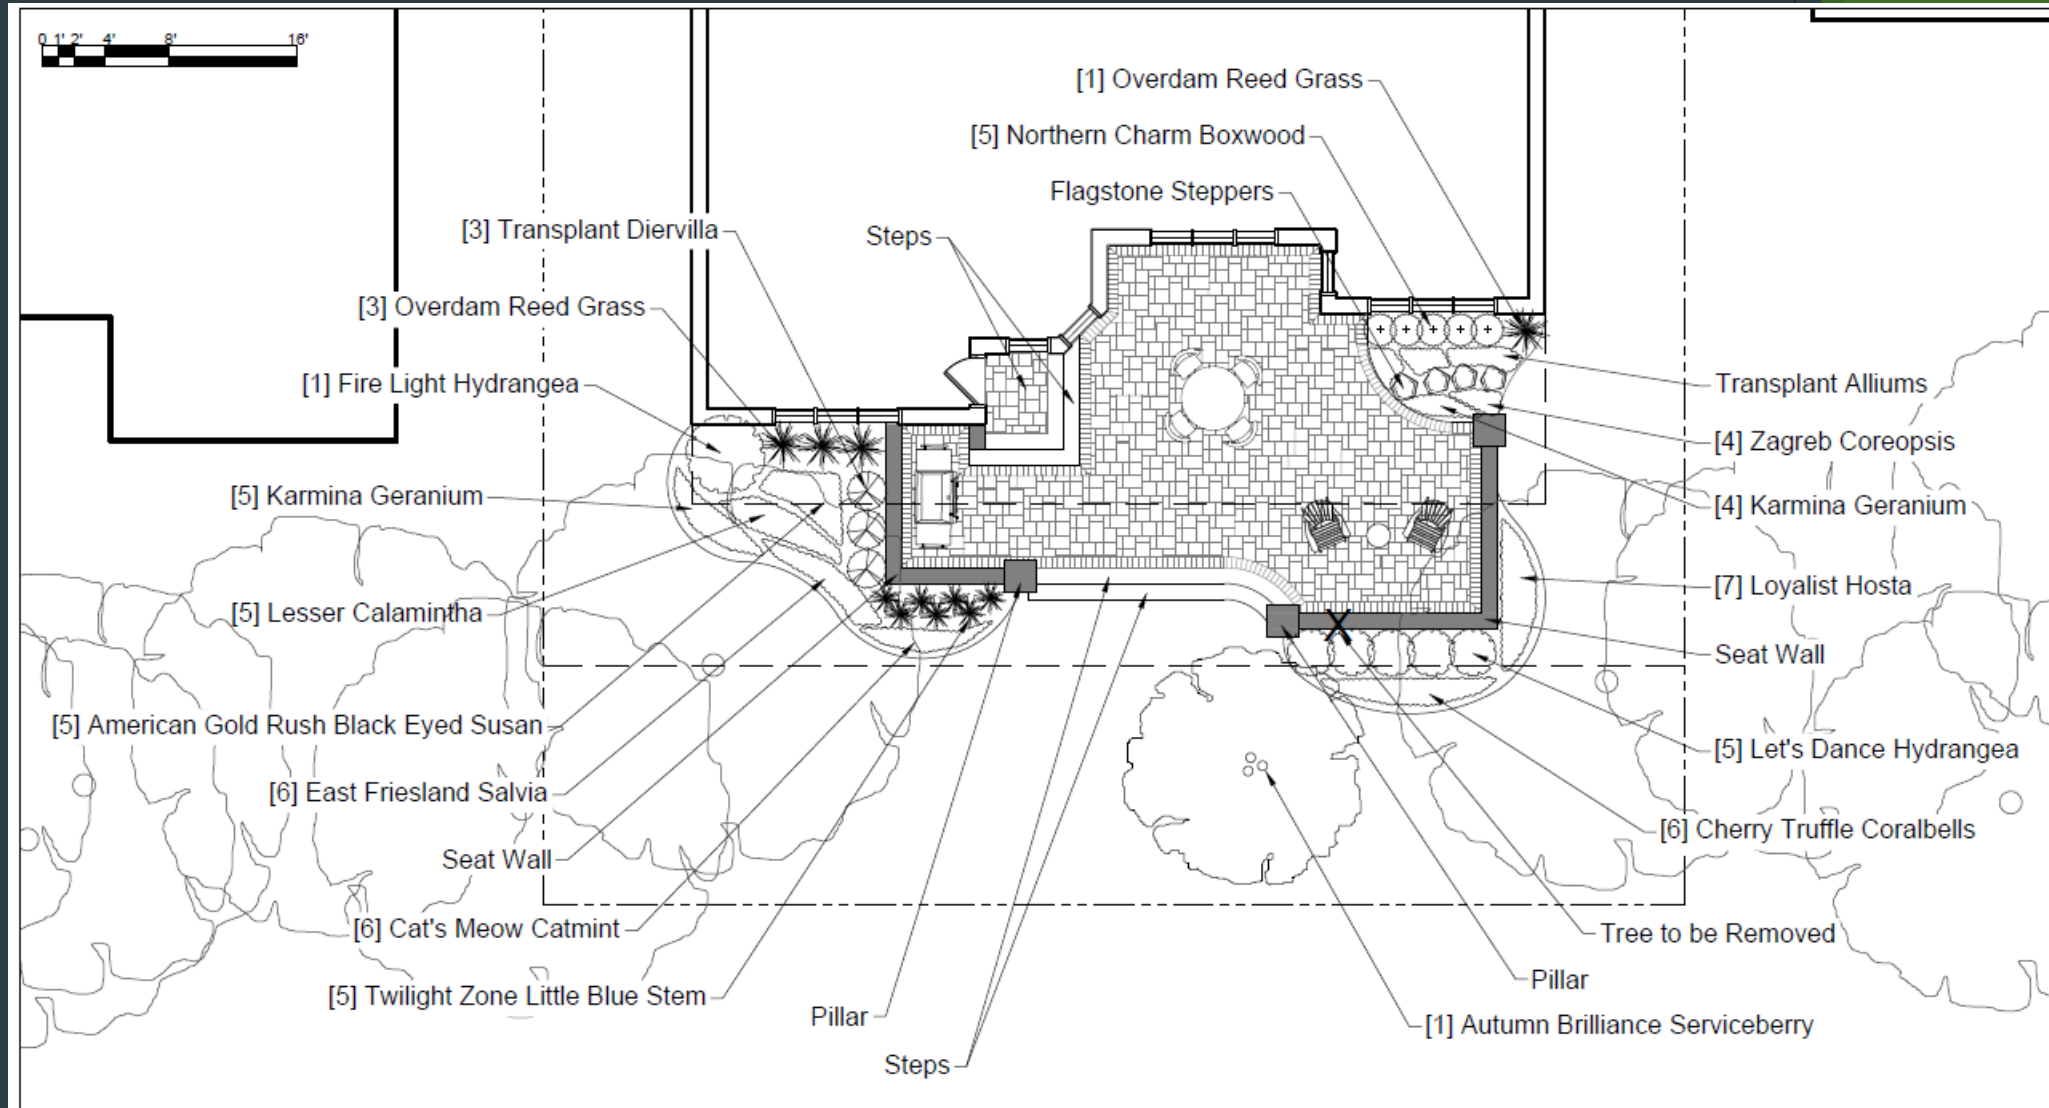 0 1' 2' 4' 8' 16'
[1] Overdam Reed Grass
[5] Northern Charm Boxwood
Flagstone Steppers
[3] Transplant Diervilla
Steps
[3] Overdam Reed Grass
[1] Fire Light Hydrangea
Transplant Alliums
[4] Zagreb Coreopsis
[5] Karmina Geranium
[4] Karmina Geranium
[7] Loyalist Hosta
[5] Lesser Calamintha
Seat Wall
[5] American Gold Rush Black Eyed Susan
[5] Let's Dance Hydrangea
[6] East Friesland Salvia
[6] Cherry Truffle Coralbells
Seat Wall
[6] Cat's Meow Catmint
Tree to be Removed
Pillar
[5] Twilight Zone Little Blue Stem
Pillar
[1] Autumn Brilliance Serviceberry
Steps
X